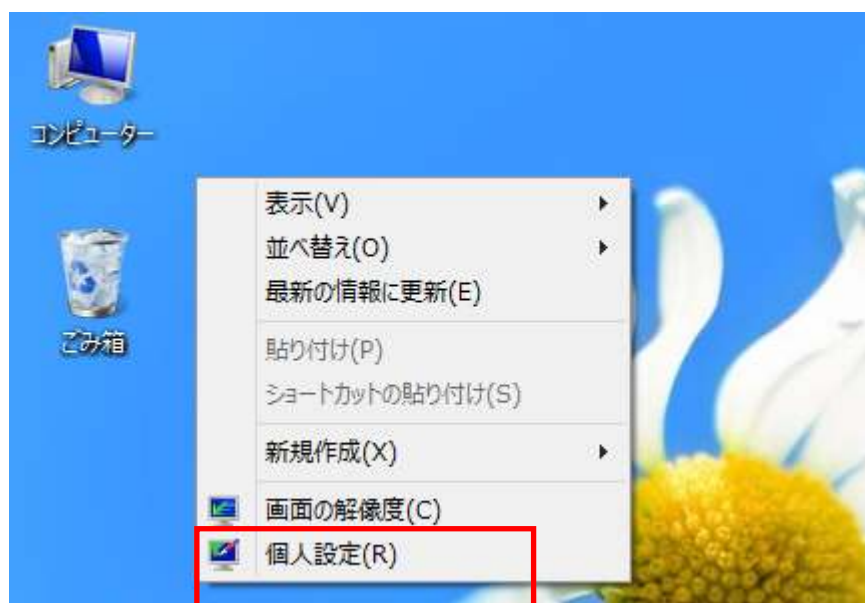 コンピューター
ごみ箱
表示(V)
並べ替え(O)
最新の情報に更新(E)
貼り付け(P)
ショートカットの貼り付け(S)
新規作成(X)
画面の解像度(C)
個人設定(R)